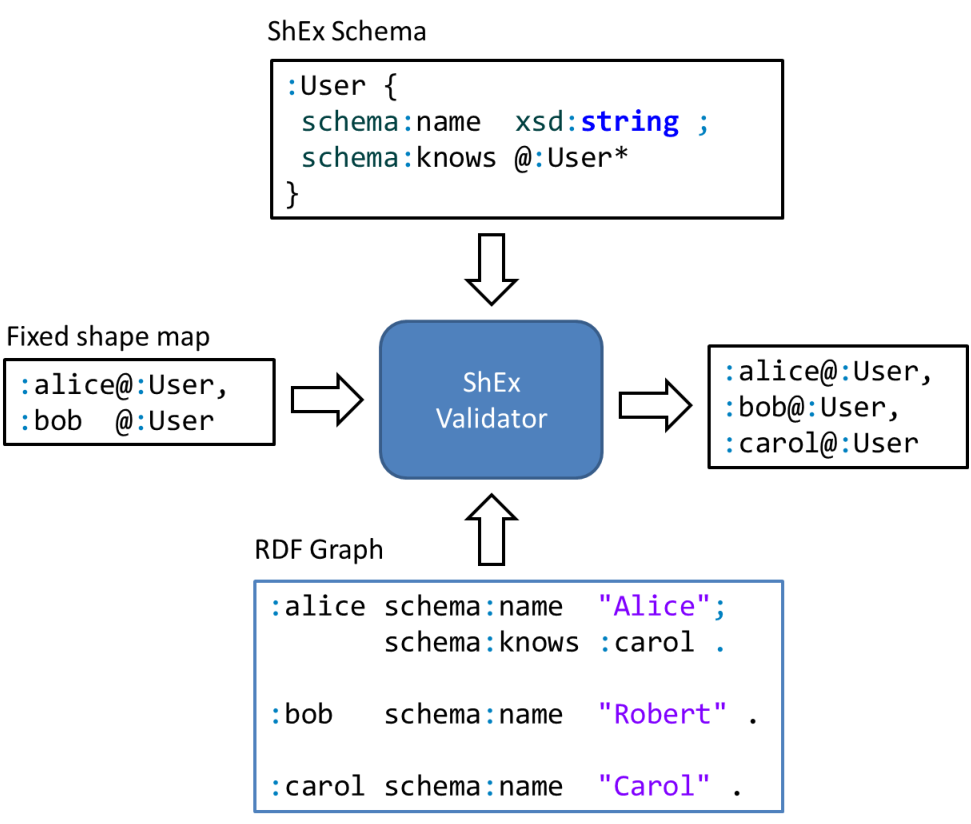 ShEx Schema
:User {
schema:name xsd:string ;
schema:knows @:User*
}
Fixed shape map
:alice@:User,
:bob @:User
ShEx
Validator
:alice@:User,
:bob@:User,
:carol@:User
RDF Graph
:alice schema:name "Alice";
schema:knows :carol .
:bob schema:name "Robert" .
:carol schema:name "Carol" .